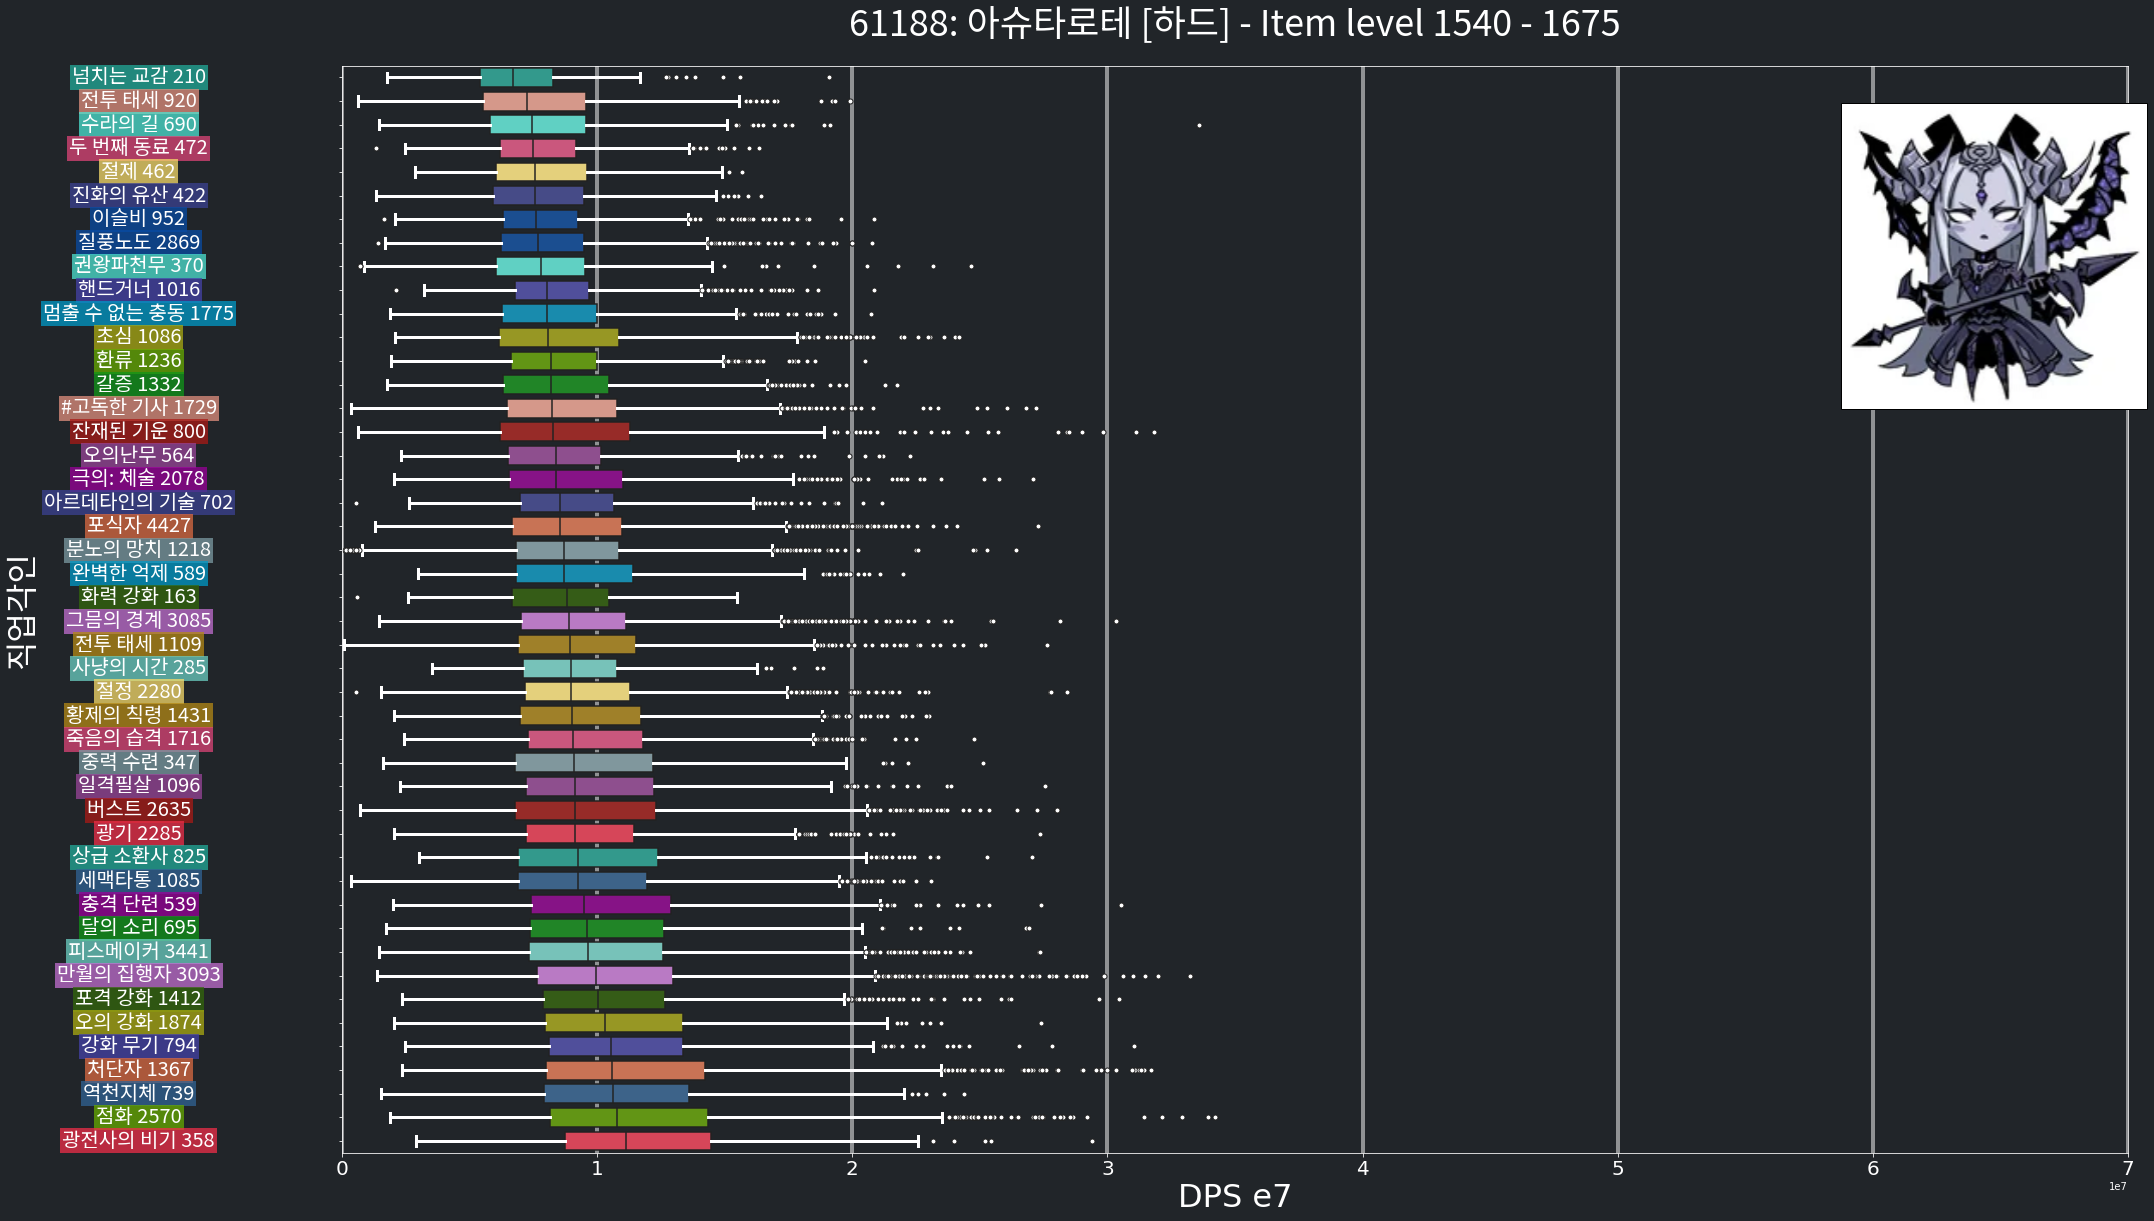 61188: 아슈타로테 [하드] - Item level 1540 - 1675
직업각인
넘치는 교감 210
전투 태세 920
수라의 길 690
두 번째 동료 472
절제 462
진화의 유산 422
이슬비 952
질풍노도 2869
권왕파천무 370
핸드거너 1016
멈출 수 없는 충동 1775
초심 1086
환류 1236
갈증 1332
#고독한 기사 1729
잔재된 기운 800
오의난무 564
극의: 체술 2078
아르데타인의 기술 702
포식자 4427
분노의 망치 1218
완벽한 억제 589
화력 강화 163
그믐의 경계 3085
전투 태세 1109
사냥의 시간 285
절정 2280
황제의 칙령 1431
죽음의 습격 1716
중력 수련 347
일격필살 1096
버스트 2635
광기 2285
상급 소환사 825
세맥타통 1085
충격 단련 539
달의 소리 695
피스메이커 3441
만월의 집행자 3093
포격 강화 1412
오의 강화 1874
강화 무기 794
처단자 1367
역천지체 739
점화 2570
광전사의 비기 358
0 1 2 3 4 5 6 7
1e7
DPS e7